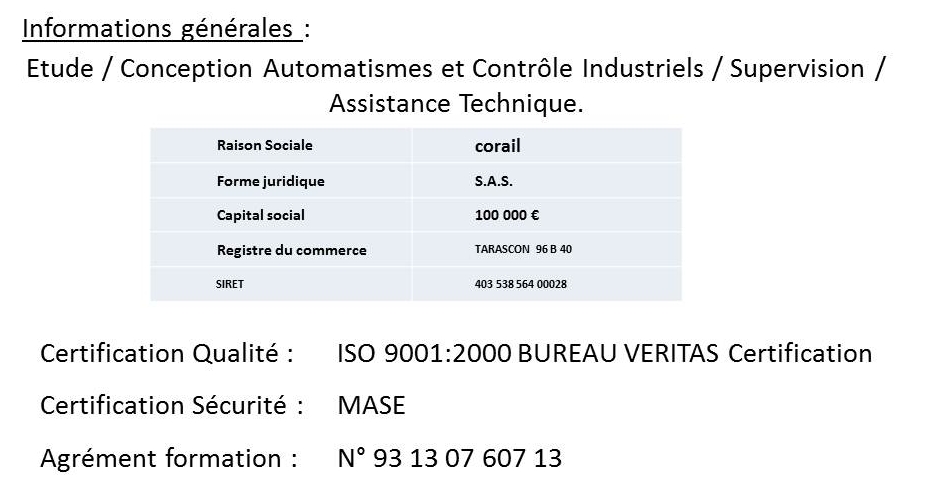 Informations générales :
Etude / Conception Automatismes et Contrôle Industriels / Supervision /
Assistance Technique.
Raison Sociale corail
Forme juridique S.A.S.
Capital social 100 000 €
Registre du commerce TARASCON 96 B 40
SIRET 403 538 564 00028
Certification Qualité : ISO 9001:2000 BUREAU VERITAS Certification
Certification Sécurité : MASE
Agrément formation : N° 93 13 07 607 13